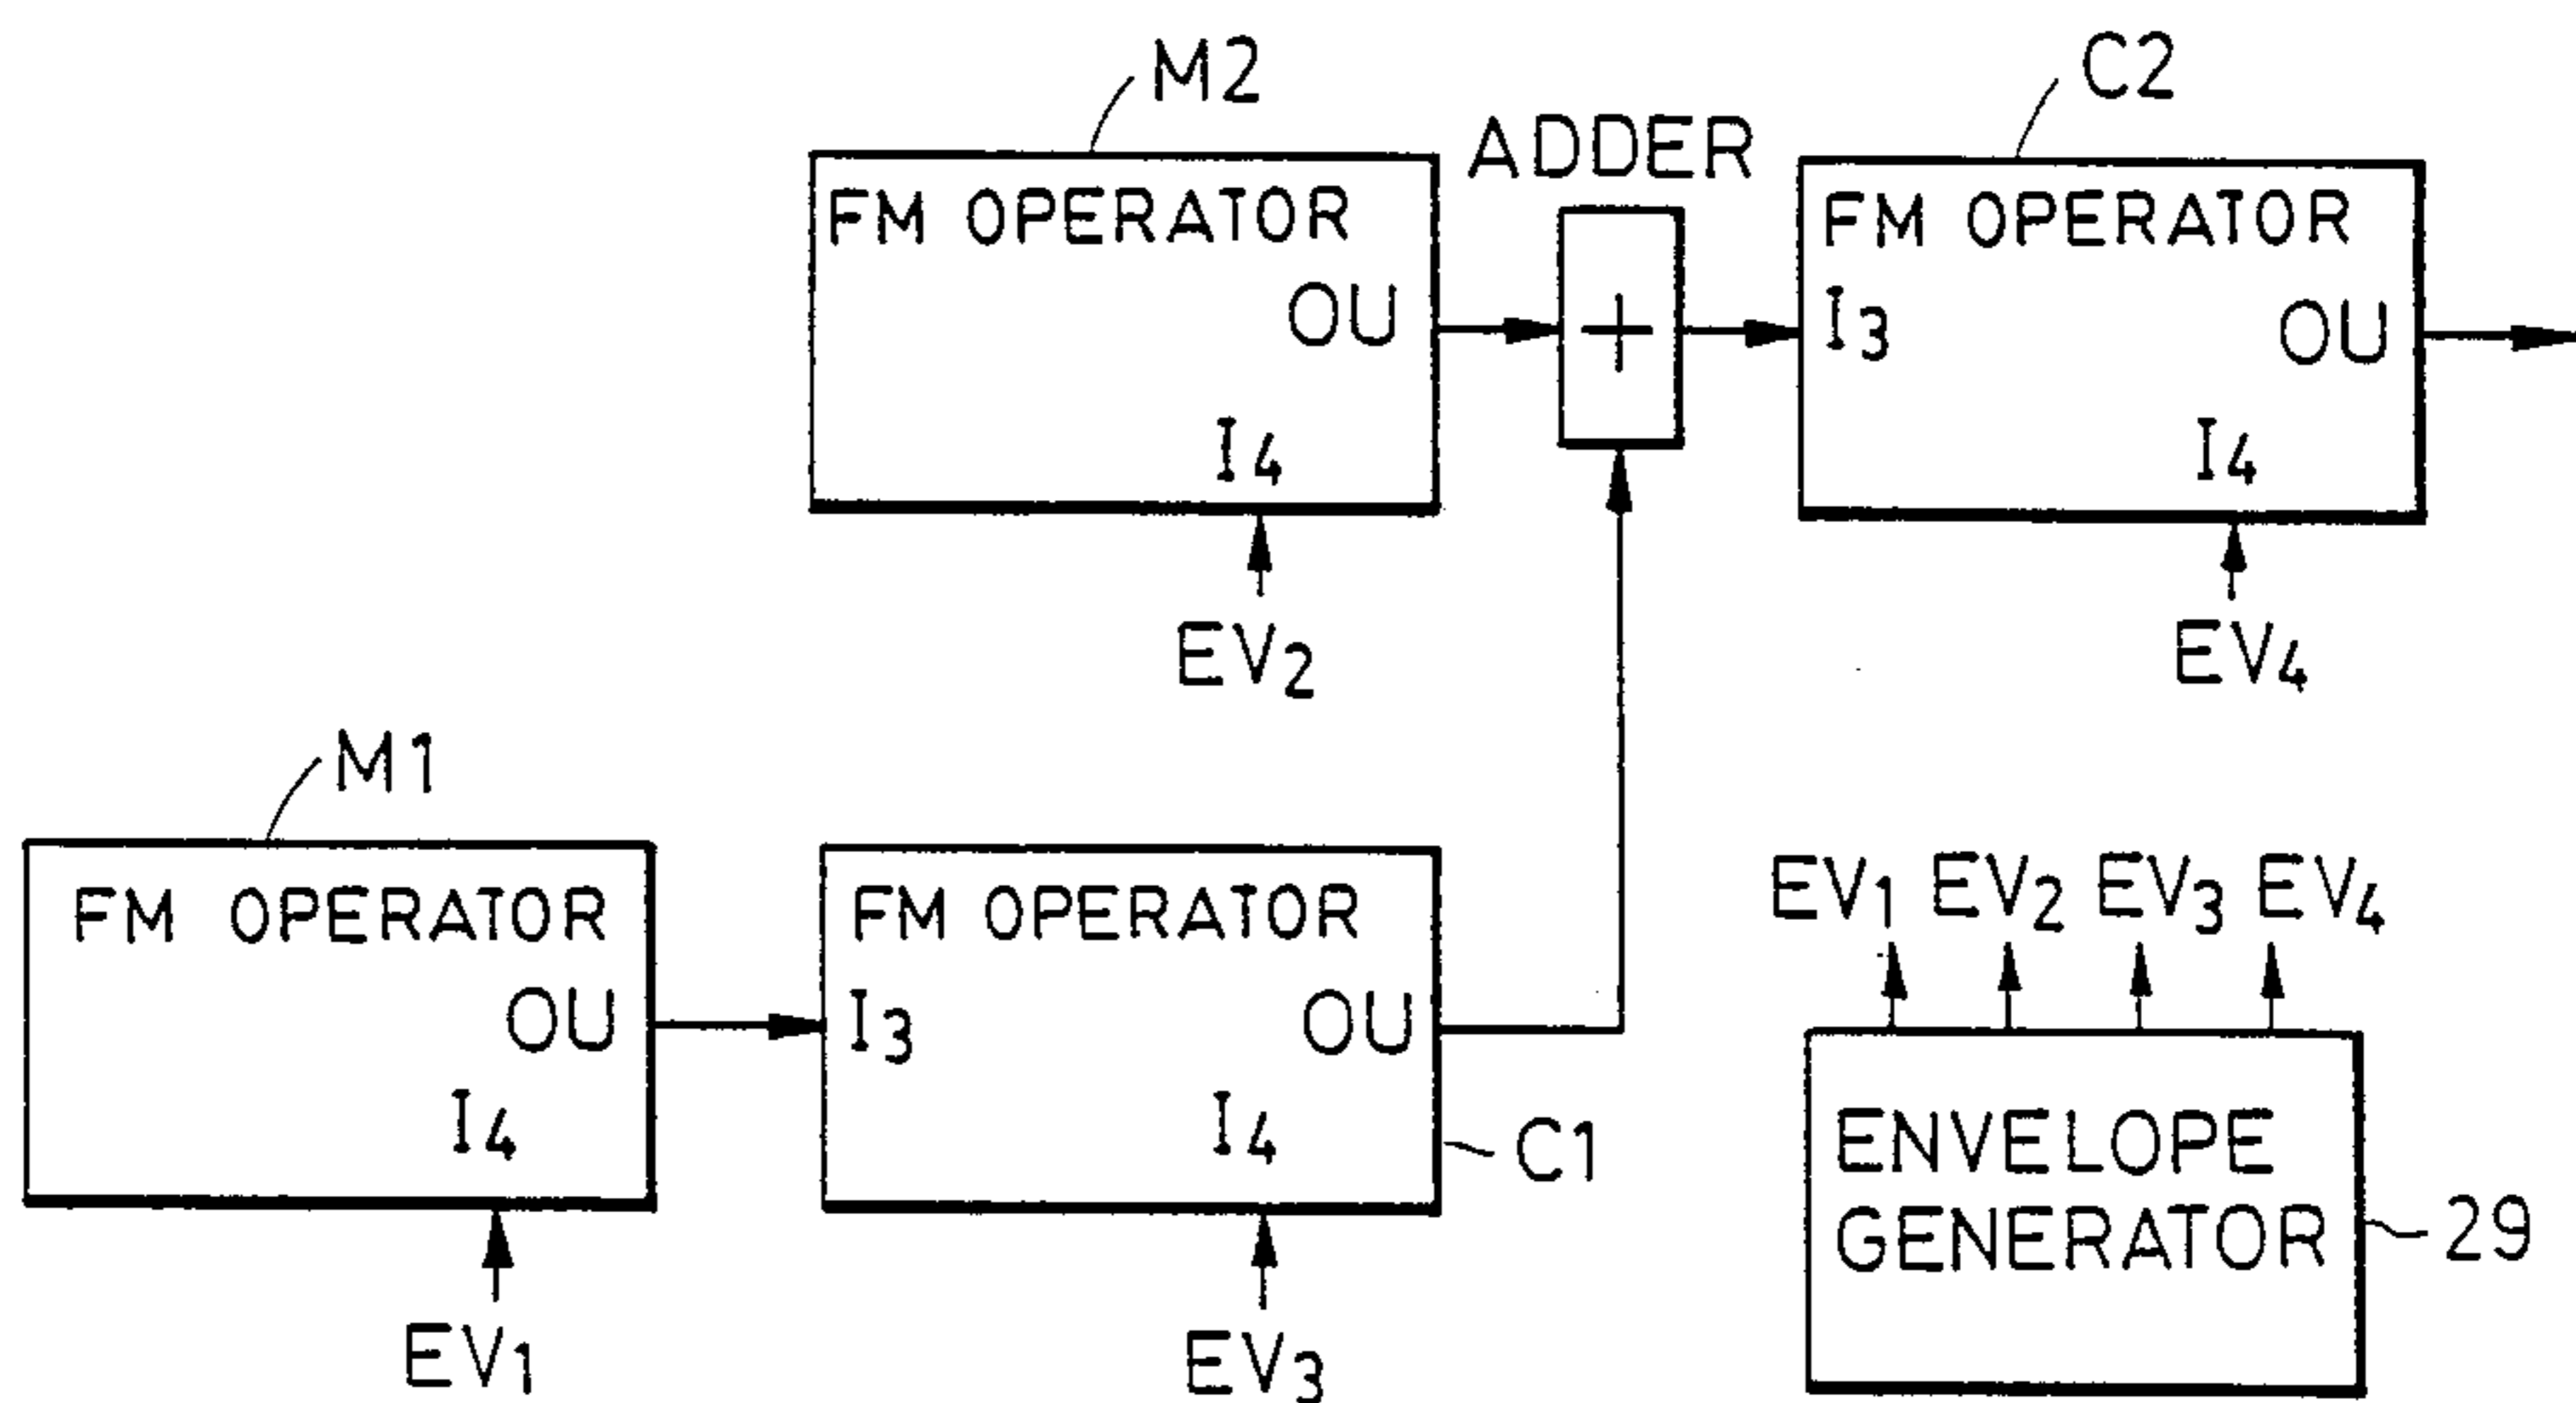 M2
C2
ADDER
FM OPERATOR
FM OPERATOR
OU
+
I3
OU
I4
I4
EV2
EV4
M1
FM OPERATOR
FM OPERATOR
EV1 EV2 EV3 EV4
OU
I3
OU
I4
I4
C1
ENVELOPE
GENERATOR
29
EV1
EV3